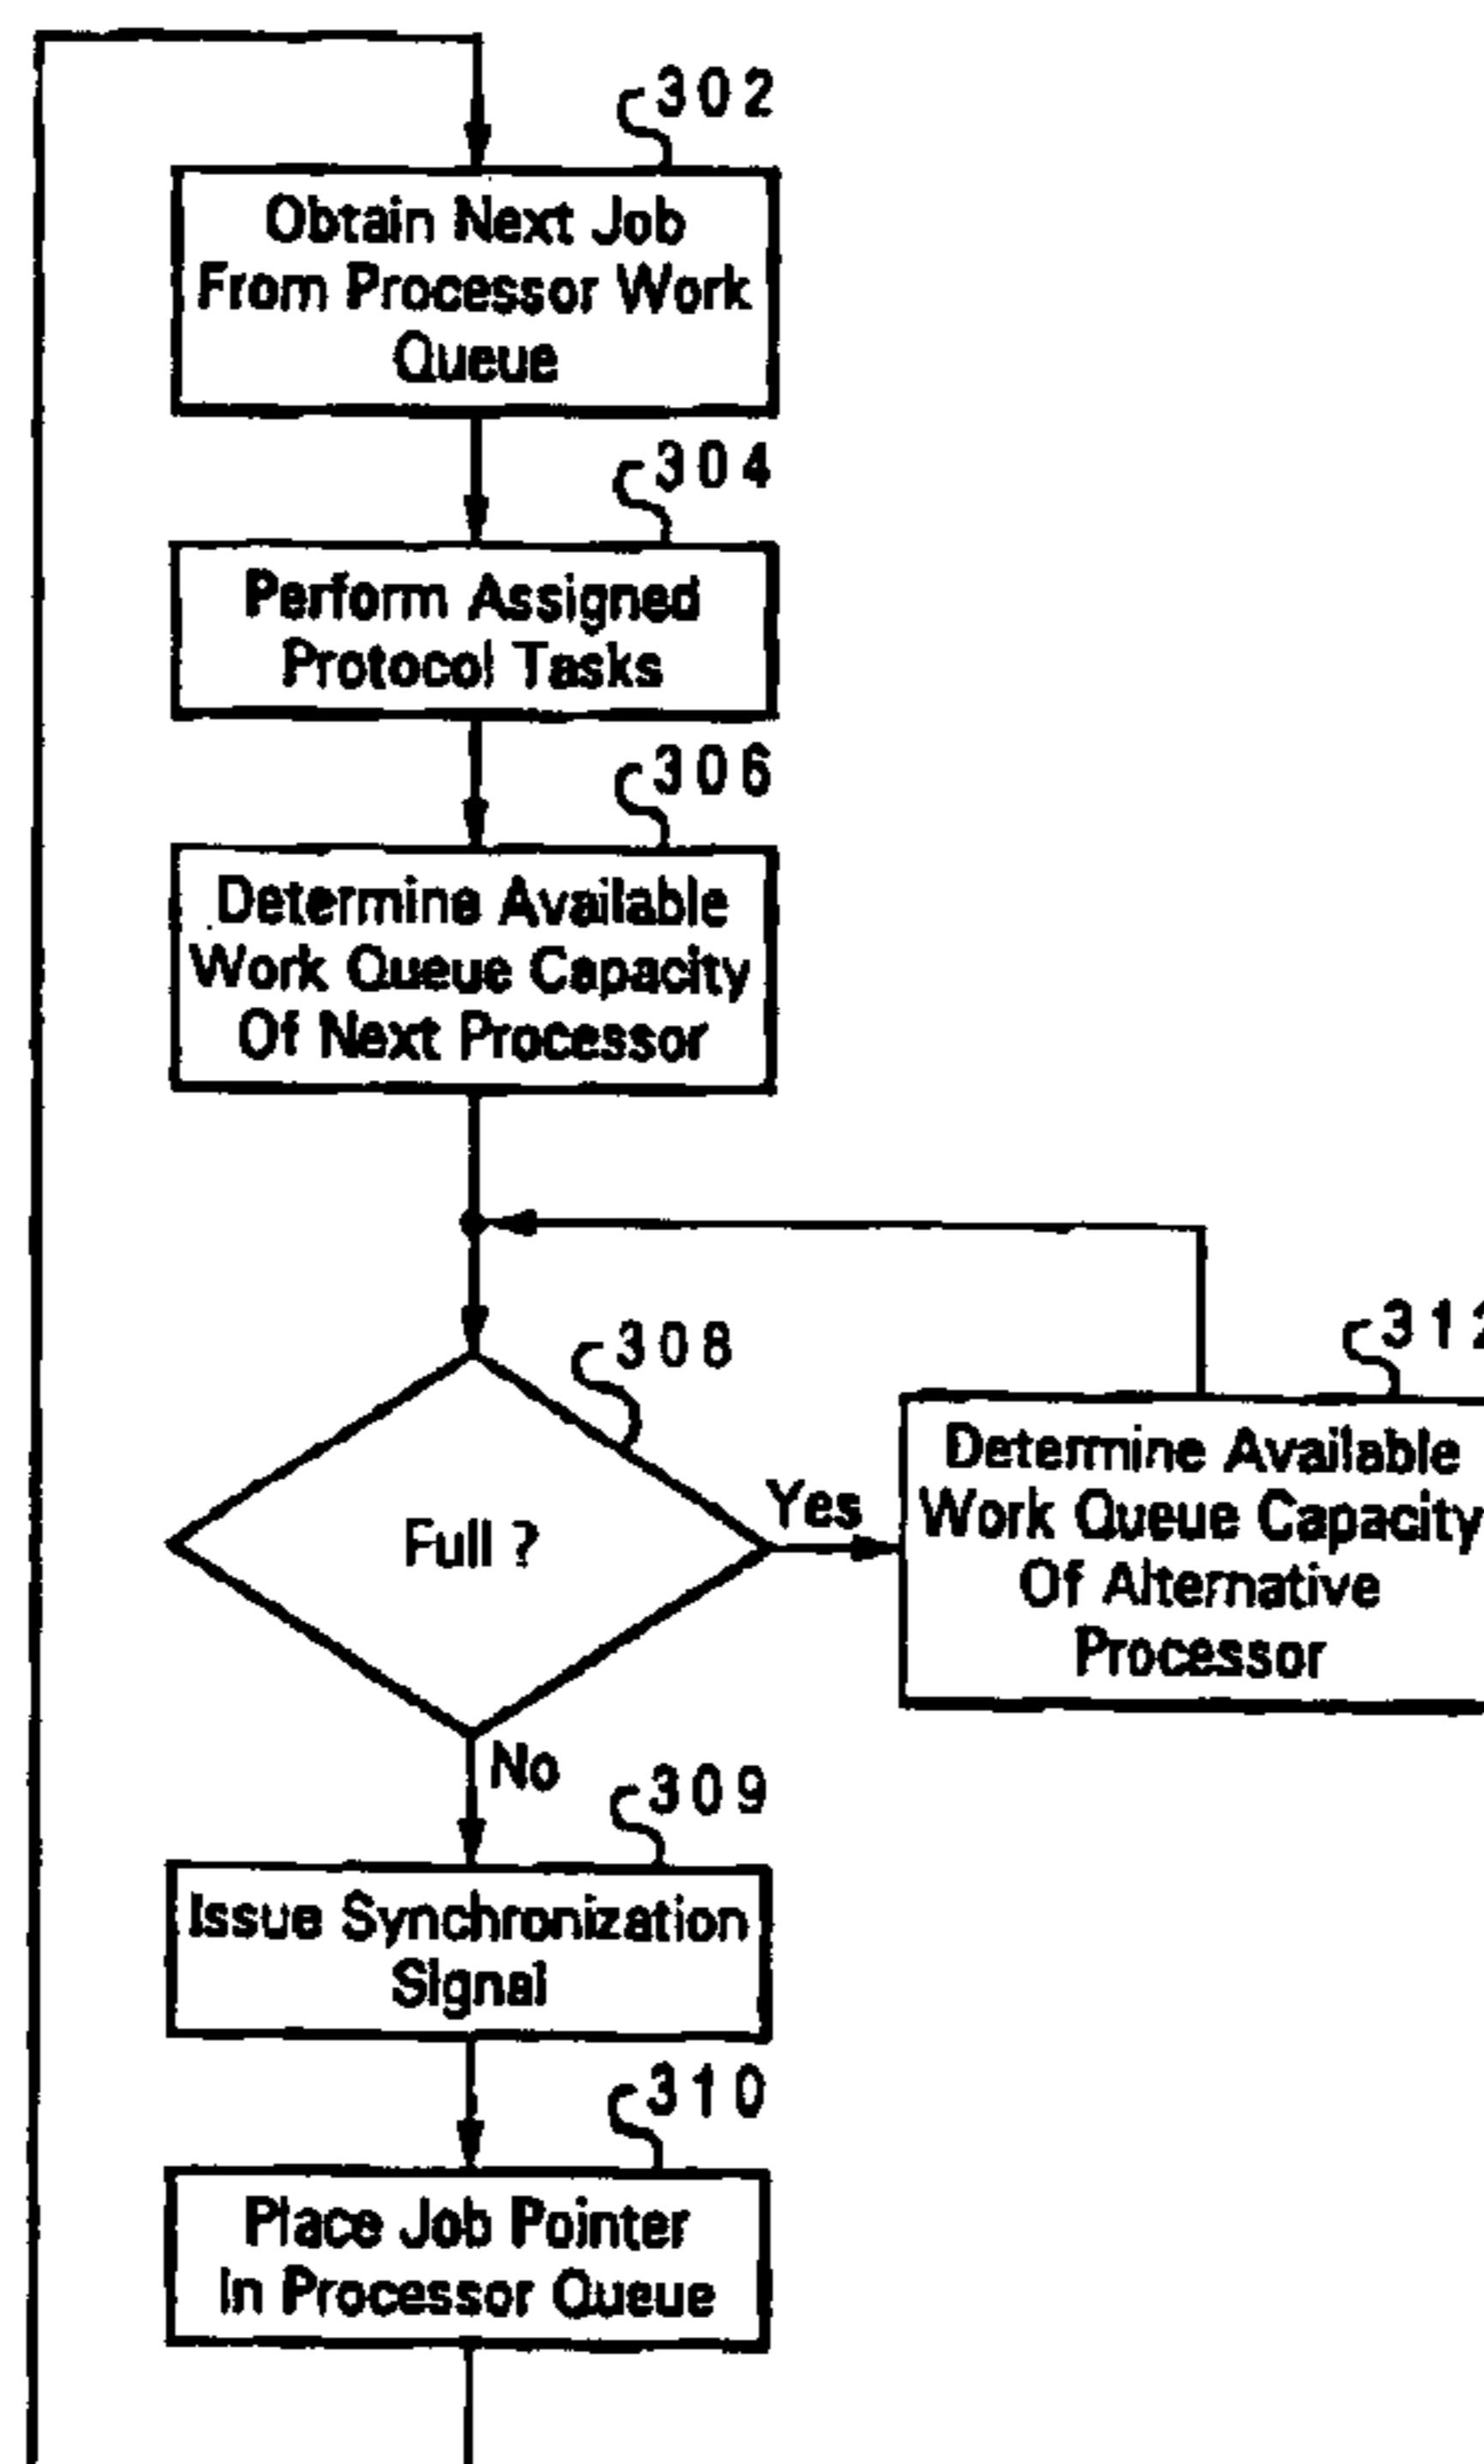 302
Obtain Next Job
From Processor Work
Queue
304
Perform Assigned
Protocol Tasks
306
Determine Available
Work Queue Capacity
Of Next Processor
308
Full ?
Yes
312
Determine Available
Work Queue Capacity
Of Alternative
Processor
No
309
Issue Synchronization
Signal
310
Place Job Pointer
In Processor Queue